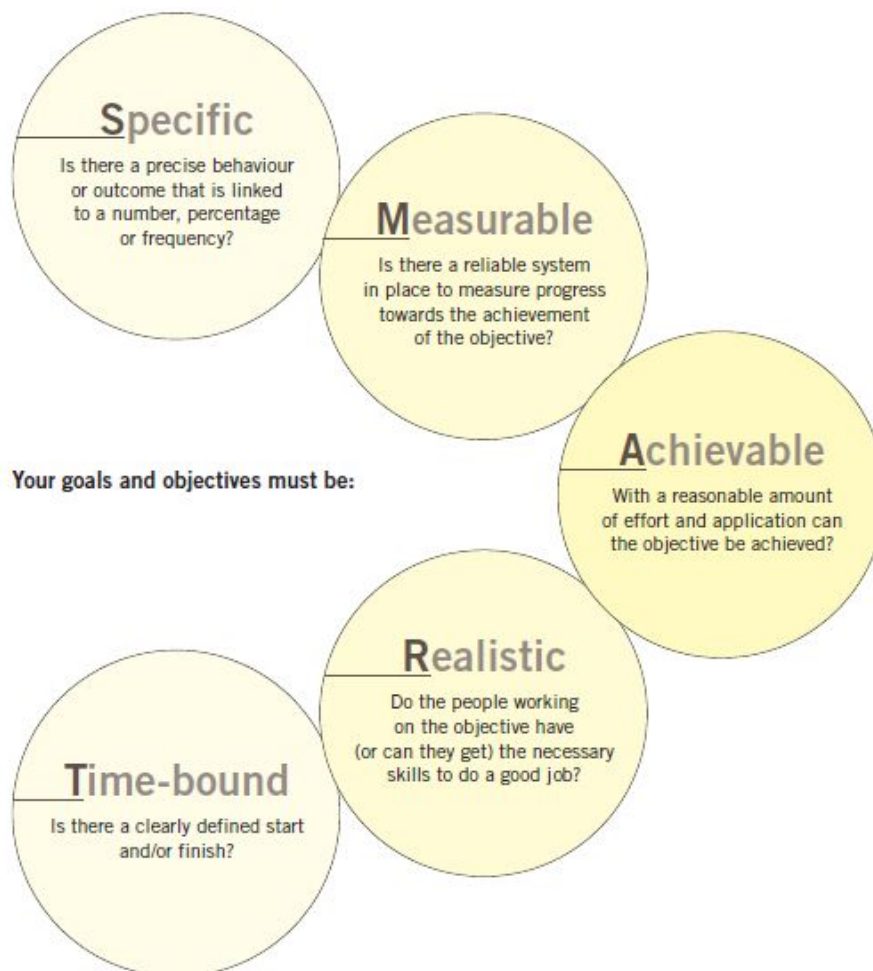 Specific
Is there a precise behaviour
or outcome that is linked
to a number, percentage
or frequency?
Measurable
Is there a reliable system
in place to measure progress
towards the achievement
of the objective?
Achievable
With a reasonable amount
of effort and application can
the objective be achieved?
Your goals and objectives must be:
Realistic
Do the people working
on the objective have
(or can they get) the necessary
skills to do a good job?
Time-bound
Is there a clearly defined start
and/or finish?